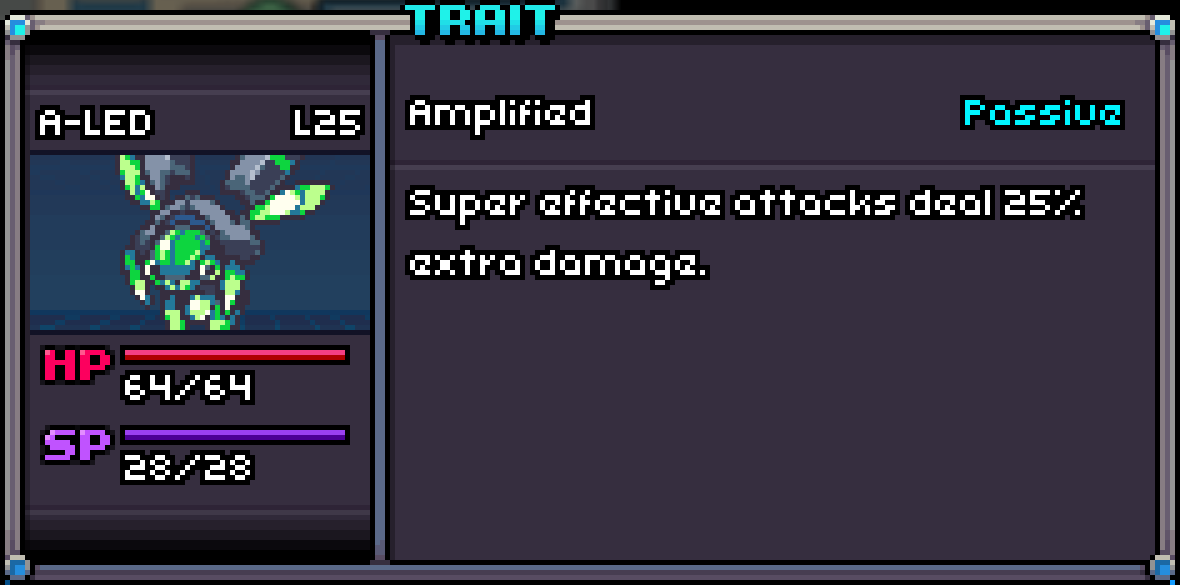 TRAIT
A-LED L25
HP
64/64
SP
28/28
Amplified Passive
Super effective attacks deal 25%
extra damage.